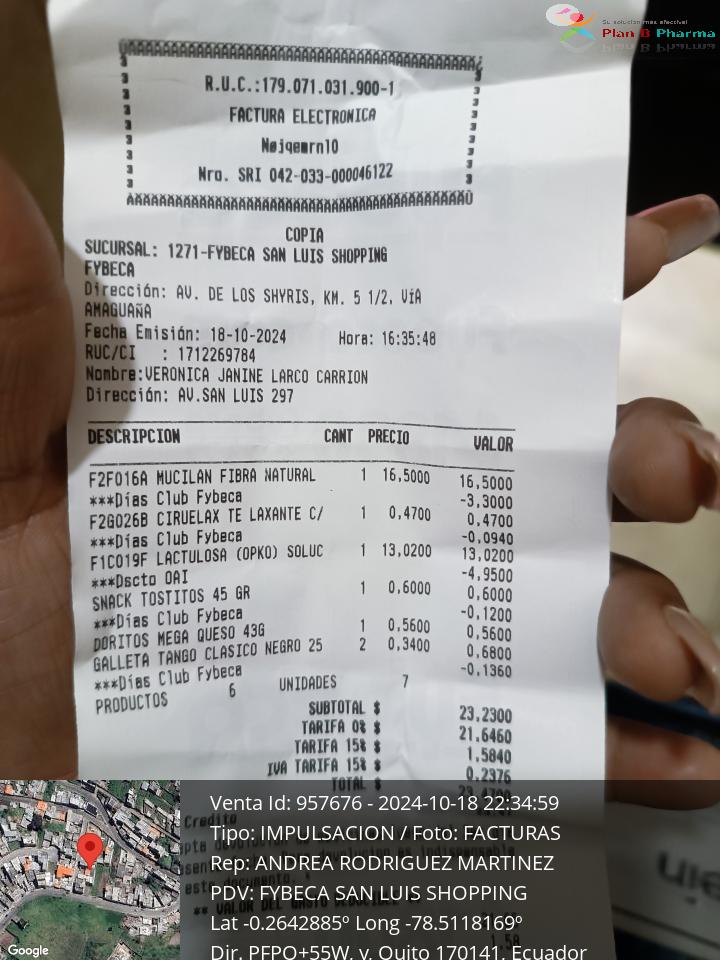 Su solución más efectiva!
Plan B Pharma
R.U.C.:179.071.031.900-1
FACTURA ELECTRONICA
Nøjqemrn10
Nro. SRI 042-033-000046122
COPIA
SUCURSAL: 1271-FYBECA SAN LUIS SHOPPING
FYBECA
Dirección: AV. DE LOS SHYRIS, KM. 5 1/2, VíA
AMAGUAñA
Fecha Emisión: 18-10-2024 Hora: 16:35:48
RUC/CI : 1712269784
Nombre:VERONICA JANINE LARCO CARRION
Dirección: AV.SAN LUIS 297
DESCRIPCION CANT PRECIO VALOR
F2F016A MUCILAN FIBRA NATURAL 1 16,5000 16,5000
***Días Club Fybeca -3,3000
F2G026B CIRUELAX TE LAXANTE C/ 1 0,4700 0,4700
***Días Club Fybeca -0,0940
F1C019F LACTULOSA (OPKO) SOLUC 1 13,0200 13,0200
***Dscto OAI -4,9500
SNACK TOSTITOS 45 GR 1 0,6000 0,6000
***Días Club Fybeca -0,1200
DORITOS MEGA QUESO 43G 1 0,5600 0,5600
GALLETA TANGO CLASICO NEGRO 25 2 0,3400 0,6800
***Días Club Fybeca -0,1360
PRODUCTOS 6 UNIDADES 7
SUBTOTAL $ 23,2300
TARIFA 0% $ 21,6460
TARIFA 15% $ 1,5840
IVA TARIFA 15% $ 0,2376
TOTAL $ 23,4700
Credito
** VALOR DEL GASTO DEDUCIBLE
Venta Id: 957676 - 2024-10-18 22:34:59
Tipo: IMPULSACION / Foto: FACTURAS
Rep: ANDREA RODRIGUEZ MARTINEZ
PDV: FYBECA SAN LUIS SHOPPING
Lat -0.2642885º Long -78.5118169º
Dir. PFPQ+55W, y, Quito 170141, Ecuador
Google